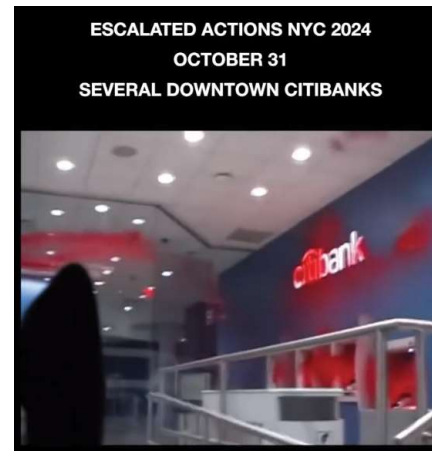 ESCALATED ACTIONS NYC 2024
OCTOBER 31
SEVERAL DOWNTOWN CITIBANKS
citibank